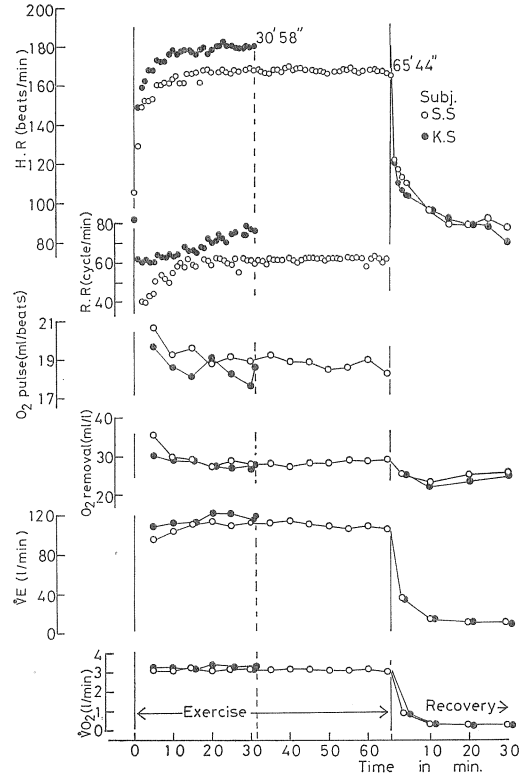 200
180
160
140
120
100
80
H.R (beats/min)
30′58″
65′44″
Subj.
○ S.S
● K.S
80
60
40
R.R (cycle/min)
21
19
17
O2 pulse (ml/beats)
40
30
20
O2 removal (ml/l)
120
80
40
0
V̇E (l/min)
4
3
2
1
0
V̇O2 (l/min)
Exercise
Recovery
0 10 20 30 40 50 60 10 20 30
Time in min.